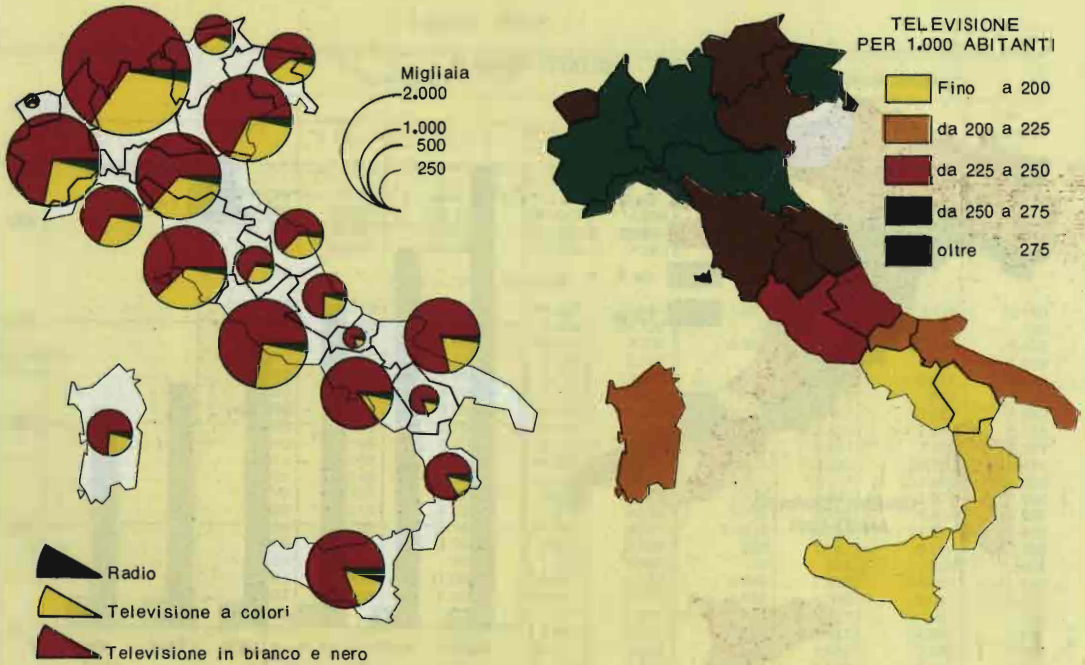 Migliaia
2.000
1.000
500
250
Radio
Televisione a colori
Televisione in bianco e nero
TELEVISIONE
PER 1.000 ABITANTI
Fino a 200
da 200 a 225
da 225 a 250
da 250 a 275
oltre 275